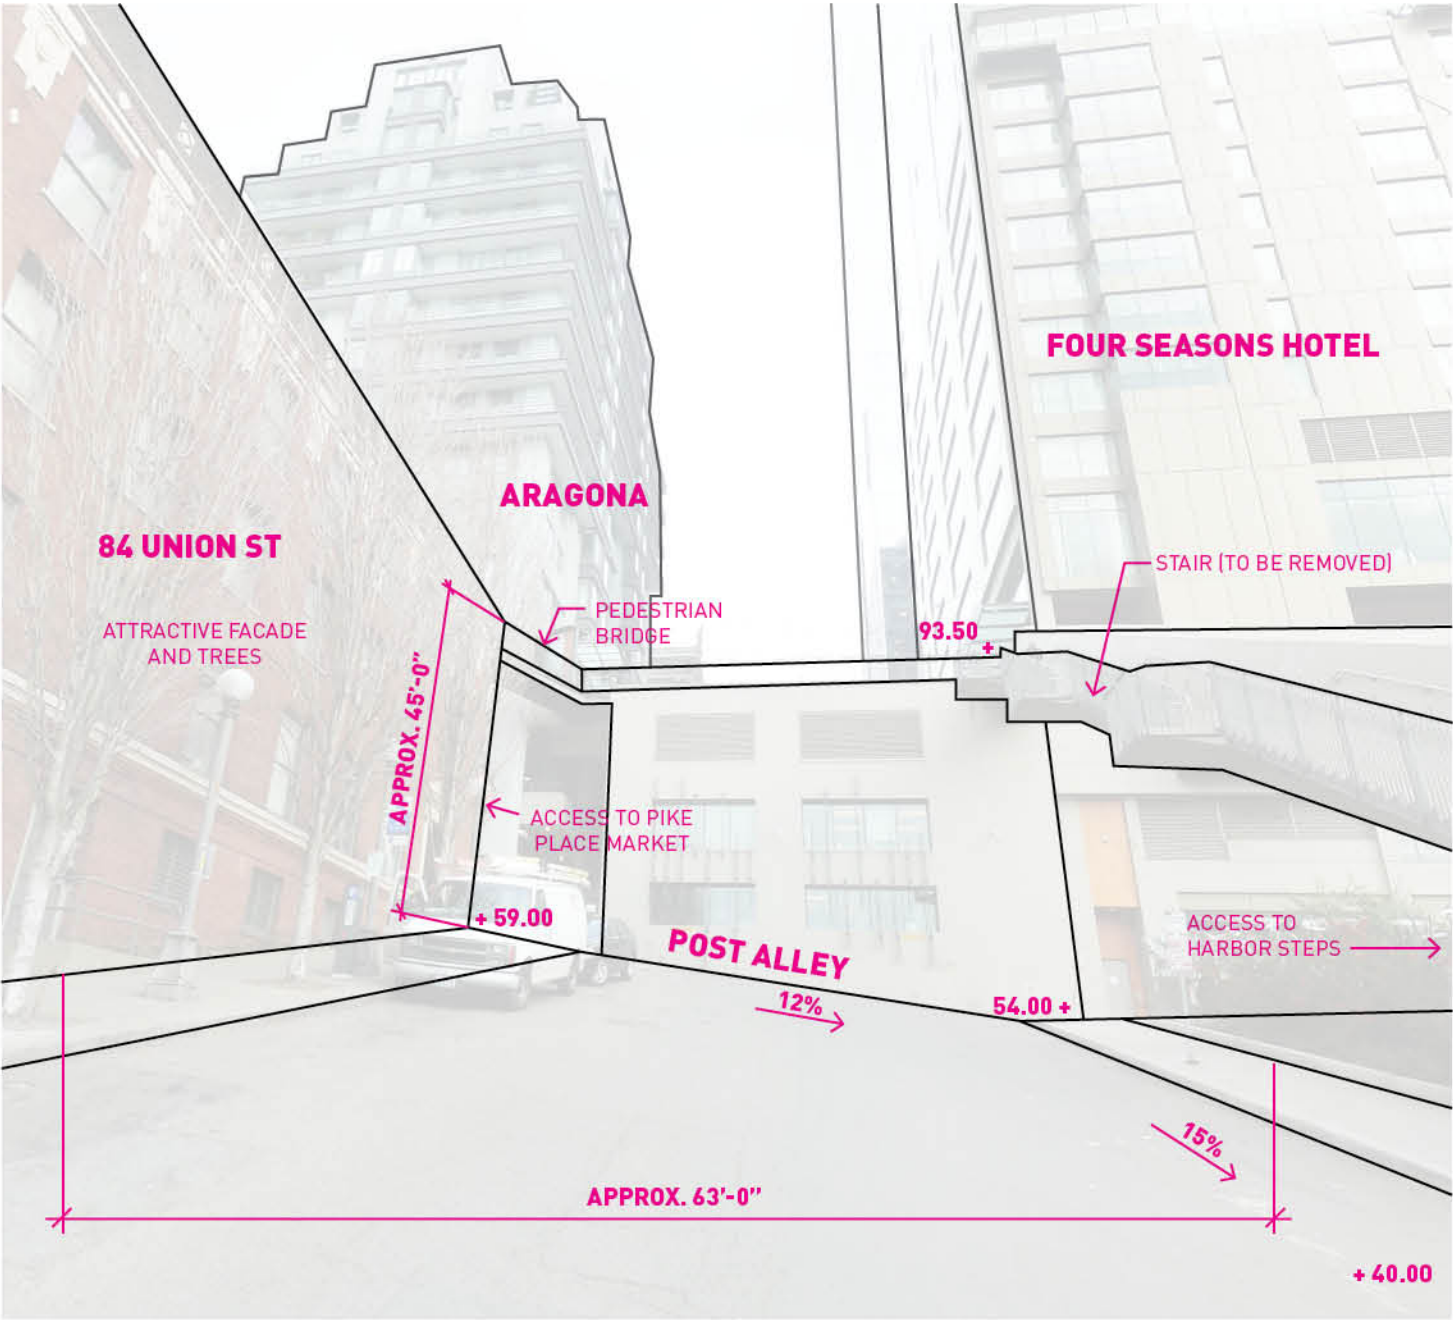 FOUR SEASONS HOTEL
ARAGONA
84 UNION ST
STAIR (TO BE REMOVED)
ATTRACTIVE FACADE
AND TREES
PEDESTRIAN
BRIDGE
93.50
+
APPROX. 45'-0"
ACCESS TO PIKE
PLACE MARKET
+ 59.00
POST ALLEY
12%
54.00 +
ACCESS TO
HARBOR STEPS
15%
APPROX. 63'-0"
+ 40.00